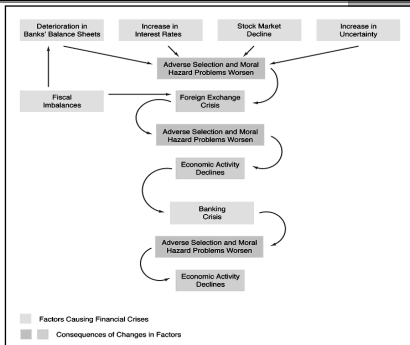 Deterioration in
Banks' Balance Sheets
Increase in
Interest Rates
Stock Market
Decline
Increase in
Uncertainty
Adverse Selection and Moral
Hazard Problems Worsen
Fiscal
Imbalances
Foreign Exchange
Crisis
Adverse Selection and Moral
Hazard Problems Worsen
Economic Activity
Declines
Banking
Crisis
Adverse Selection and Moral
Hazard Problems Worsen
Economic Activity
Declines
Factors Causing Financial Crises
Consequences of Changes in Factors